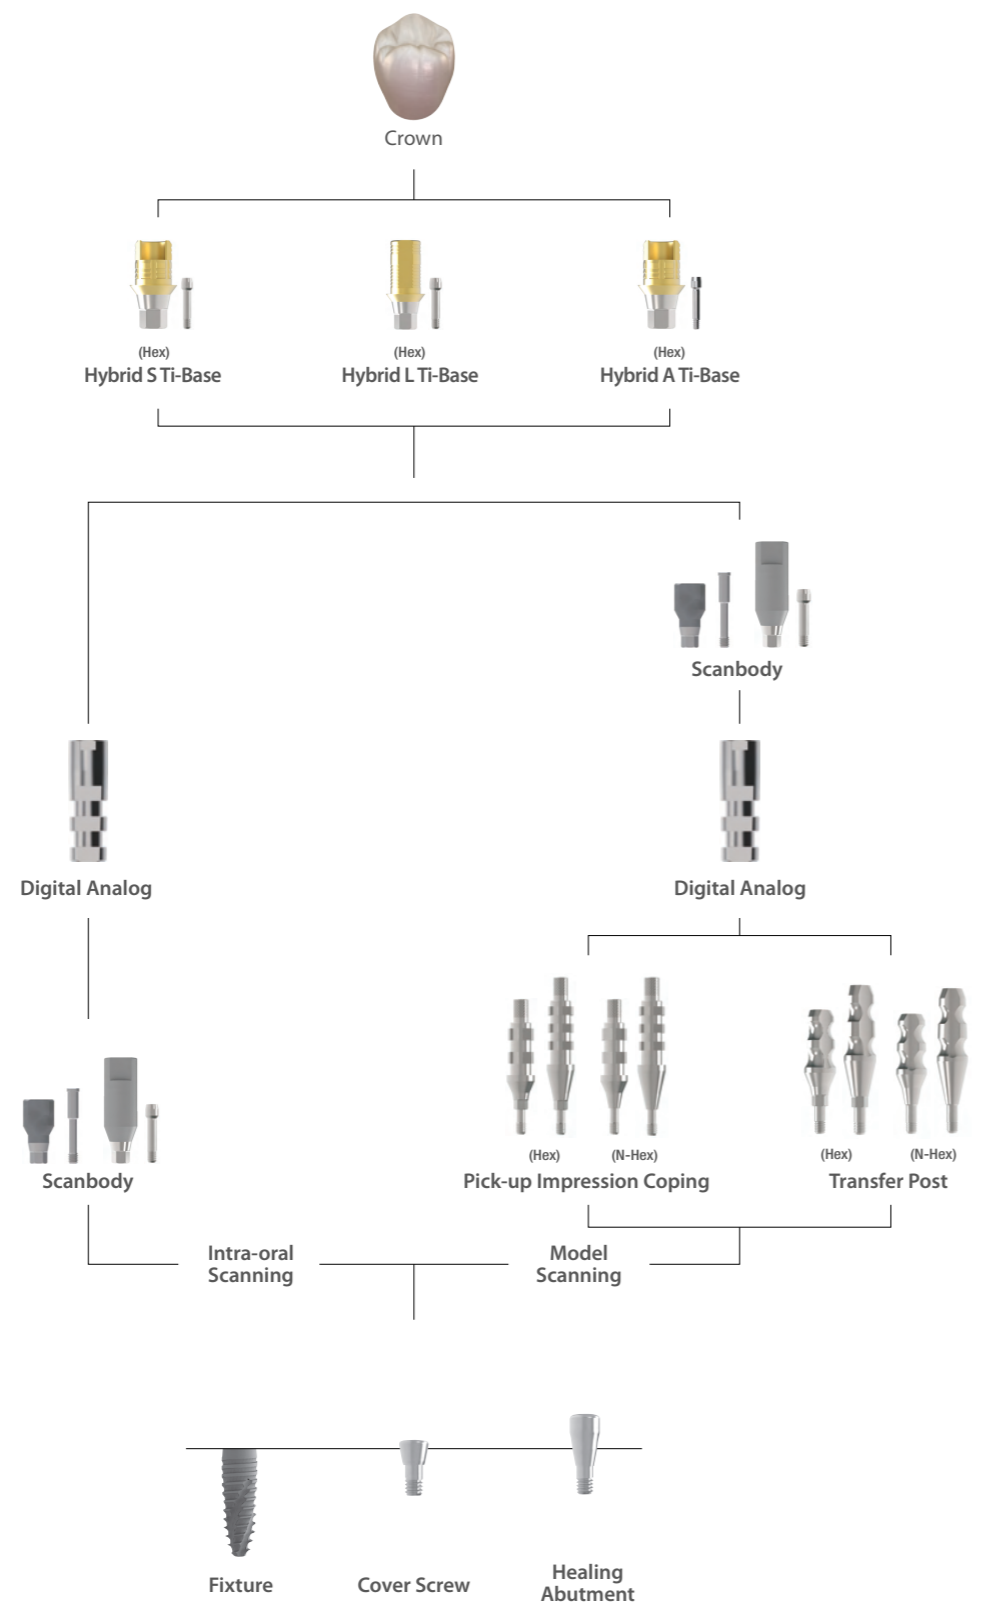 Crown
(Hex)
Hybrid S Ti-Base
(Hex)
Hybrid L Ti-Base
(Hex)
Hybrid A Ti-Base
Scanbody
Digital Analog
Digital Analog
(Hex)
(N-Hex)
Pick-up Impression Coping
(Hex)
(N-Hex)
Transfer Post
Scanbody
Intra-oral
Scanning
Model
Scanning
Fixture
Cover Screw
Healing
Abutment